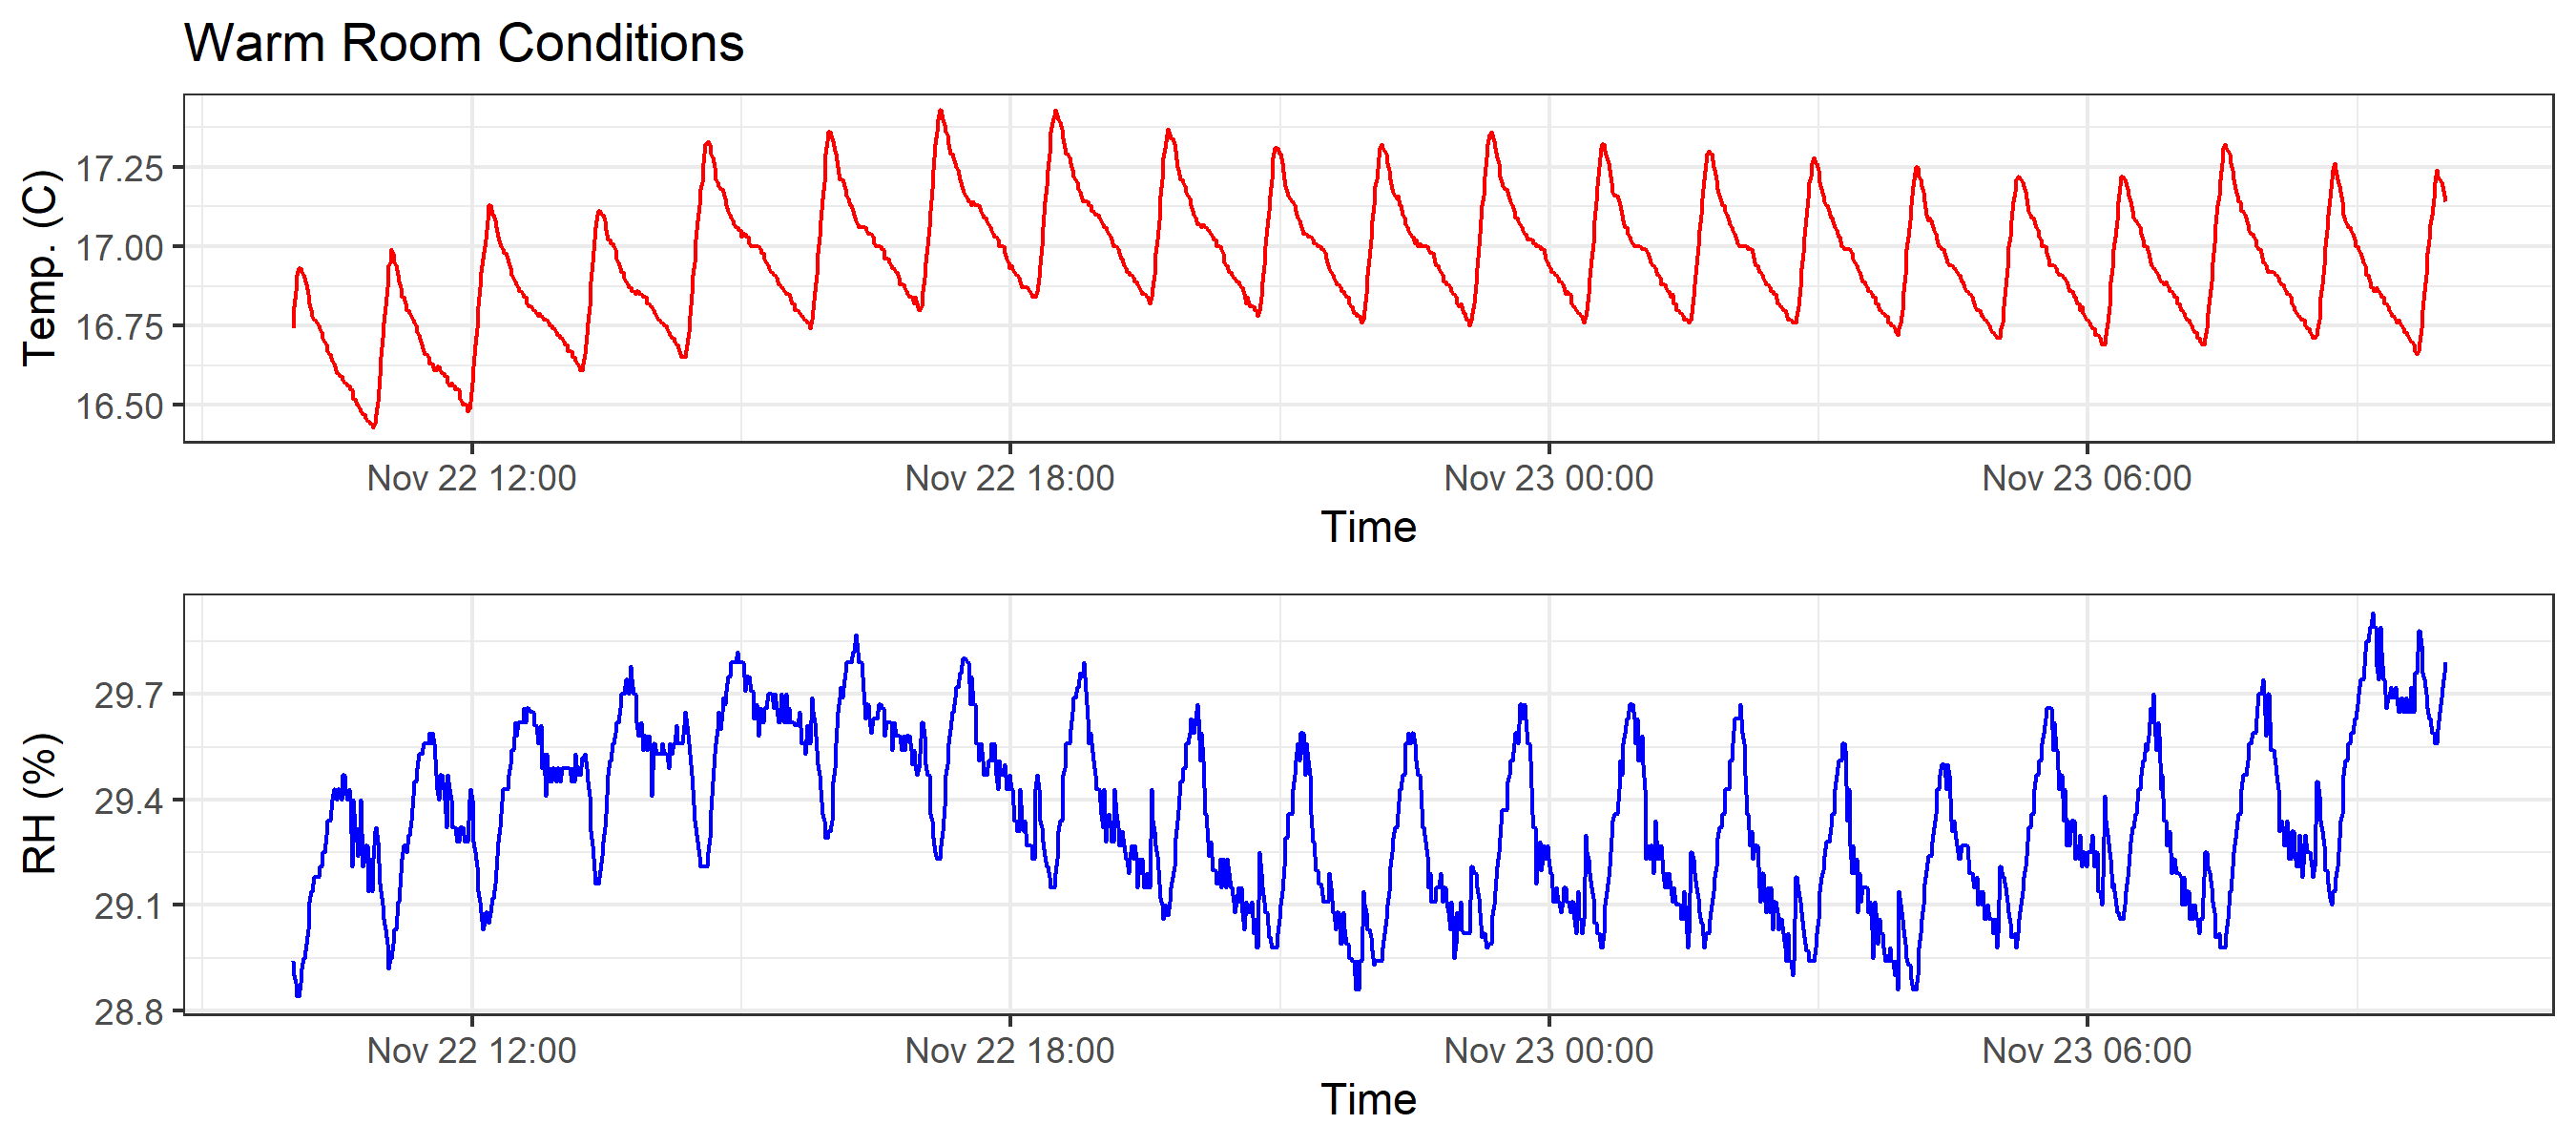 Warm Room Conditions
Temp. (C)
17.25
17.00
16.75
16.50
Nov 22 12:00 Nov 22 18:00 Nov 23 00:00 Nov 23 06:00
Time
RH (%)
29.7
29.4
29.1
28.8
Nov 22 12:00 Nov 22 18:00 Nov 23 00:00 Nov 23 06:00
Time